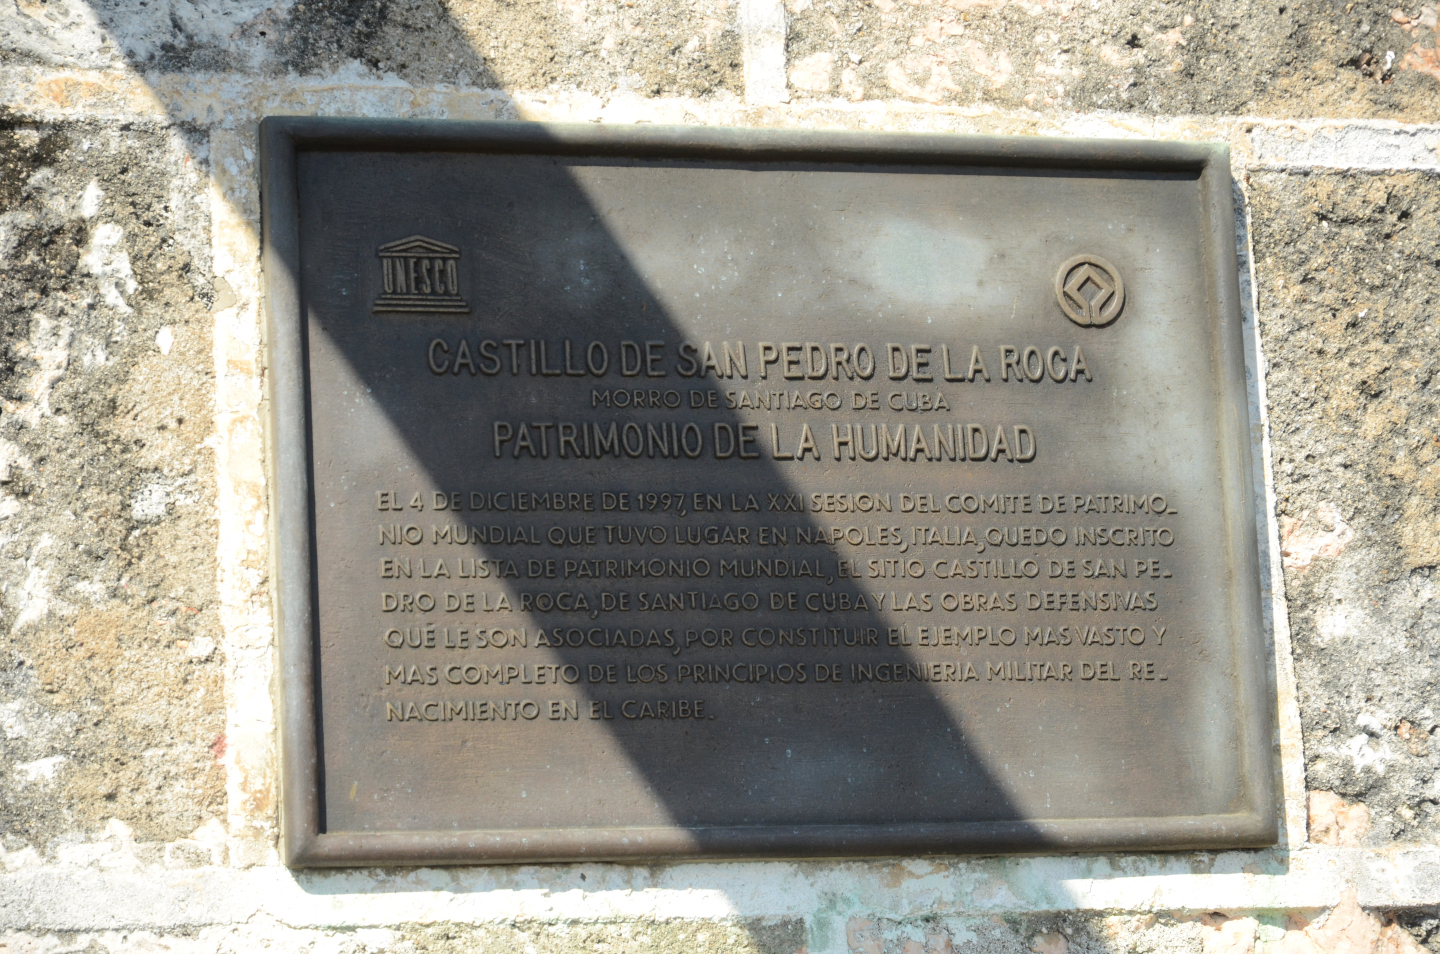 UNESCO
CASTILLO DE SAN PEDRO DE LA ROCA
MORRO DE SANTIAGO DE CUBA
PATRIMONIO DE LA HUMANIDAD
EL 4 DE DICIEMBRE DE 1997, EN LA XXI SESION DEL COMITE DE PATRIMO_
NIO MUNDIAL QUE TUVO LUGAR EN NAPOLES, ITALIA, QUEDO INSCRITO
EN LA LISTA DE PATRIMONIO MUNDIAL, EL SITIO CASTILLO DE SAN PE_
DRO DE LA ROCA, DE SANTIAGO DE CUBA Y LAS OBRAS DEFENSIVAS
QUE LE SON ASOCIADAS, POR CONSTITUIR EL EJEMPLO MAS VASTO Y
MAS COMPLETO DE LOS PRINCIPIOS DE INGENIERIA MILITAR DEL RE_
NACIMIENTO EN EL CARIBE.